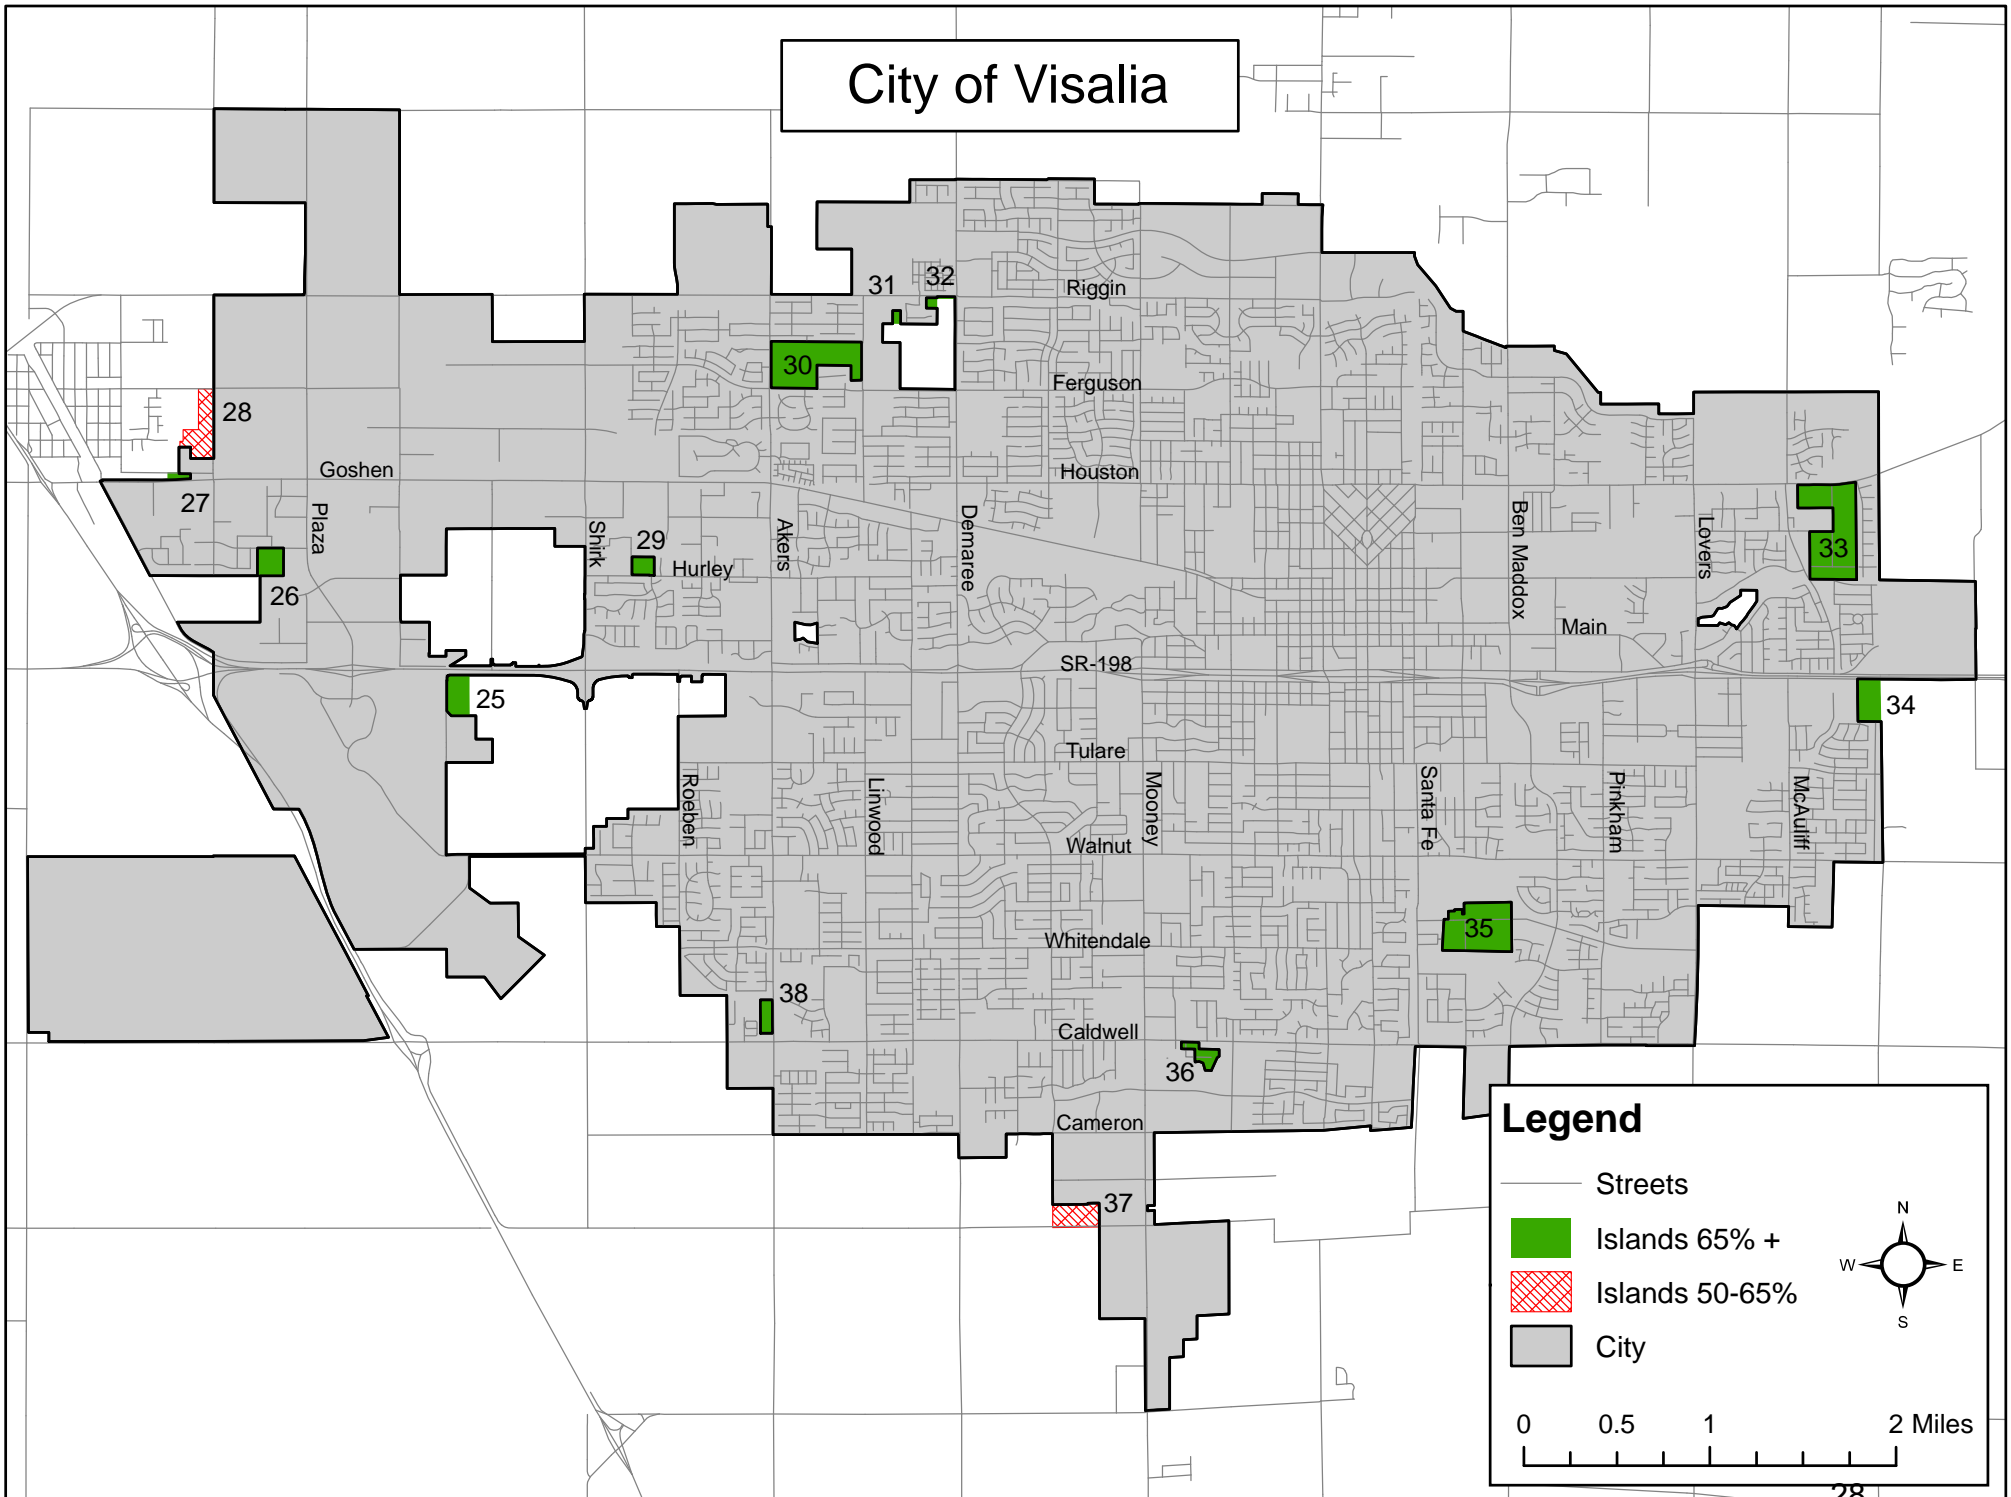 City of Visalia
31
32
Riggin
30
Ferguson
28
Goshen
Houston
27
Plaza
Shirk
29
Hurley
Akers
Demaree
Ben Maddox
Lovers
33
26
Main
SR-198
25
34
Tulare
Roeben
Linwood
Mooney
Santa Fe
Pinkham
McAuliff
Walnut
35
Whitendale
38
Caldwell
36
Cameron
37
Legend
Streets
Islands 65% +
Islands 50-65%
City
N
W
E
S
0 0.5 1 2 Miles
28